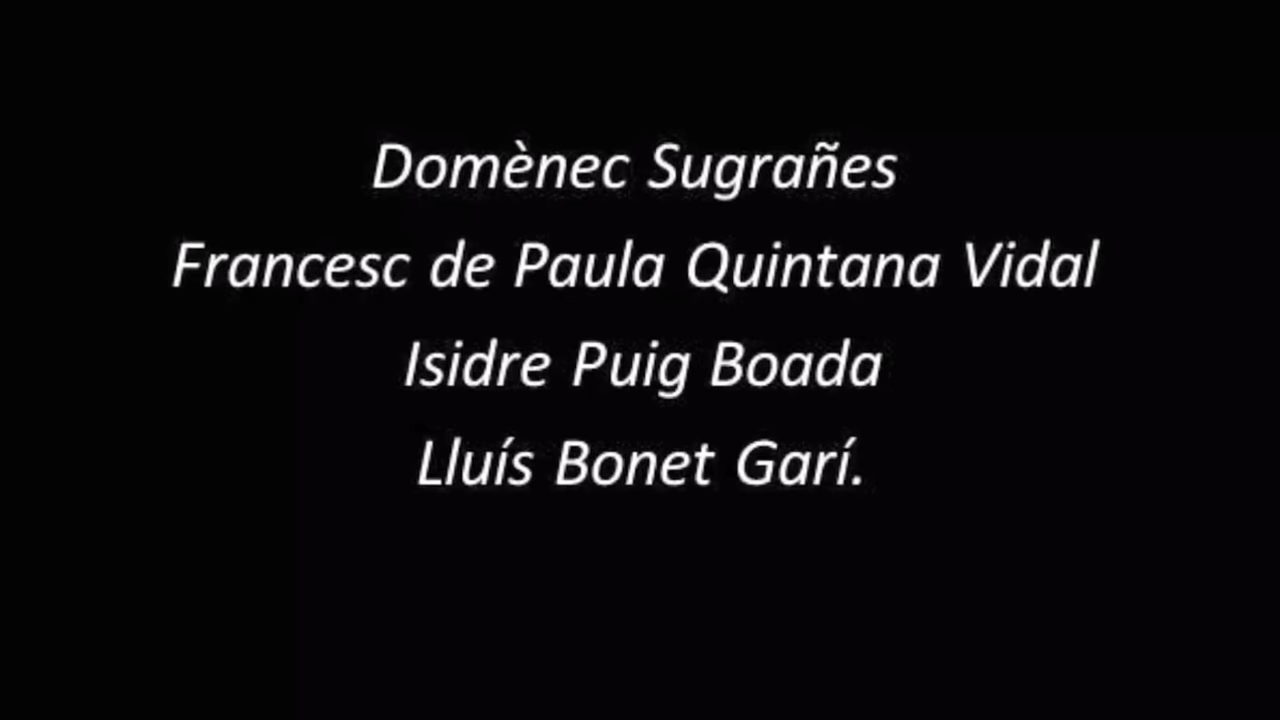 Domènec Sugrañes
Francesc de Paula Quintana Vidal
Isidre Puig Boada
Lluís Bonet Garí.